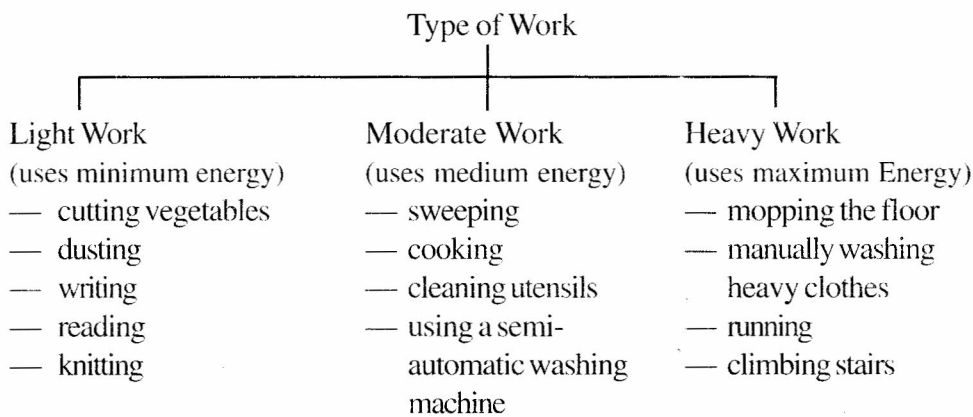 Type of Work
Light Work
(uses minimum energy)
— cutting vegetables
— dusting
— writing
— reading
— knitting
Moderate Work
(uses medium energy)
— sweeping
— cooking
— cleaning utensils
— using a semi-
automatic washing
machine
Heavy Work
(uses maximum Energy)
— mopping the floor
— manually washing
heavy clothes
— running
— climbing stairs